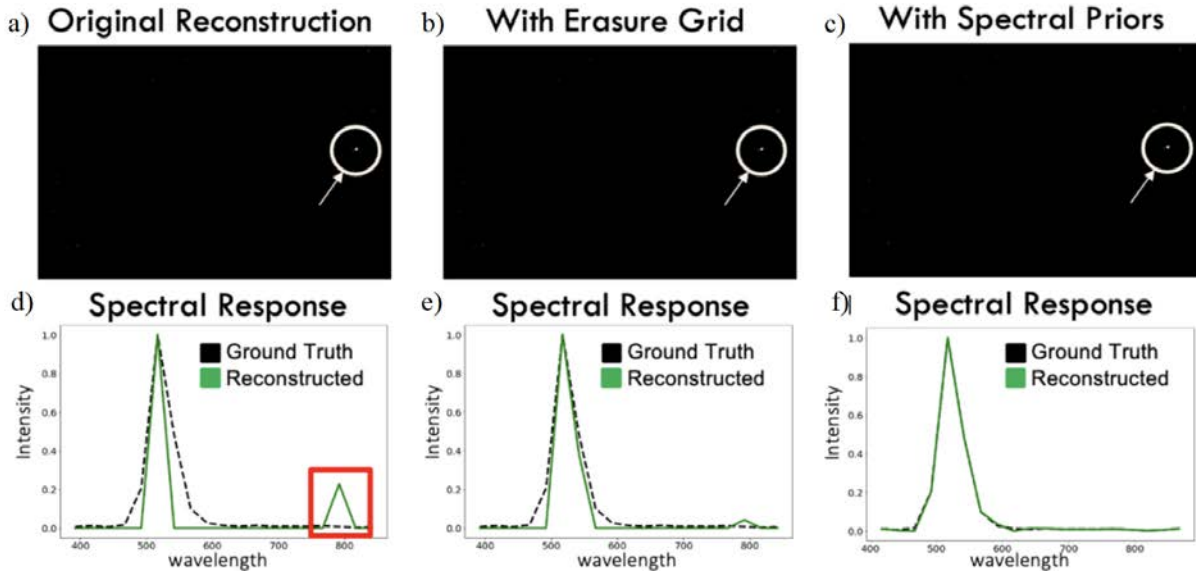 a) Original Reconstruction
b) With Erasure Grid
c) With Spectral Priors
d) Spectral Response
1.0
0.8
0.6
0.4
0.2
0.0
Intensity
Ground Truth
Reconstructed
400 500 600 700 800
wavelength
e) Spectral Response
1.0
0.8
0.6
0.4
0.2
0.0
Intensity
Ground Truth
Reconstructed
400 500 600 700 800
wavelength
f) Spectral Response
1.0
0.8
0.6
0.4
0.2
0.0
Intensity
Ground Truth
Reconstructed
400 500 600 700 800
wavelength